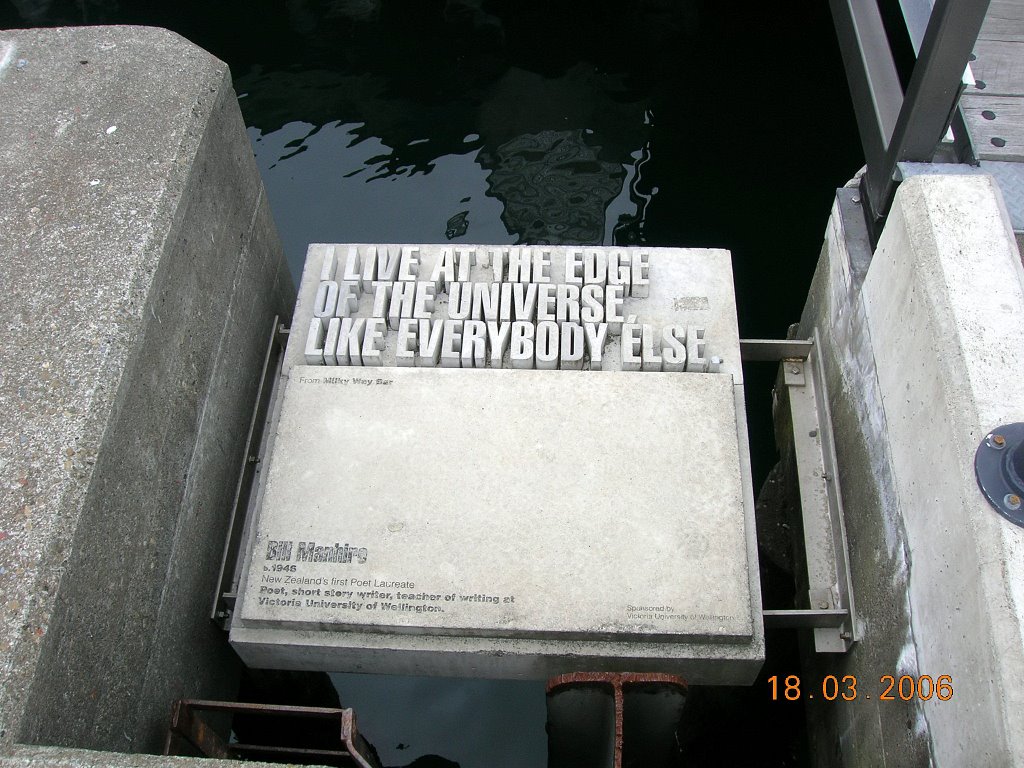 I LIVE AT THE EDGE
OF THE UNIVERSE,
LIKE EVERYBODY ELSE.
From Milky Way Bar
Bill Manhire
b.1946
New Zealand's first Poet Laureate
Poet, short story writer, teacher of writing at
Victoria University of Wellington.
Sponsored by
Victoria University of Wellington
18.03.2006